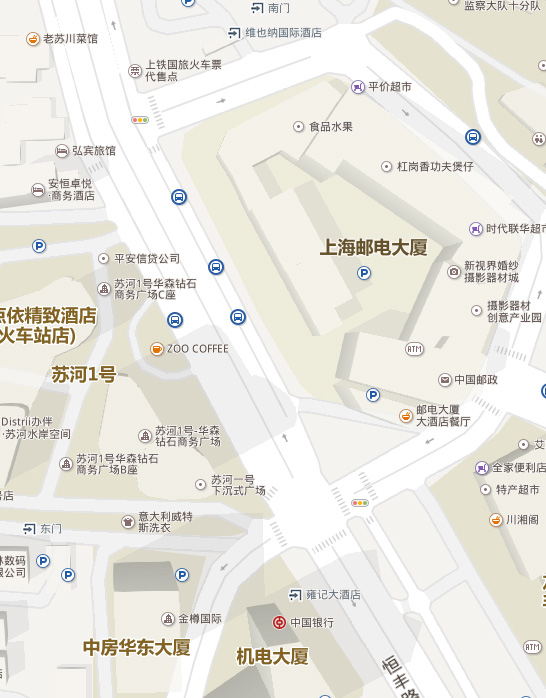 南门
监察大队十分队
老苏川菜馆
维也纳国际酒店
上铁国旅火车票
代售点
平价超市
食品水果
弘宾旅馆
杠岗香功夫煲仔
安恒卓悦
·商务酒店
时代联华超市
上海邮电大厦
平安信贷公司
P
P
新视界婚纱
摄影器材城
苏河1号华森钻石
商务广场C座
点依精致酒店
火车站店)
摄影器材
创意产业园
ZOO COFFEE
ATM
苏河1号
中国邮政
P
邮电大厦
大酒店餐厅
Distrii办伴
·苏河水岸空间
苏河1号-华森
钻石商务广场
苏河1号华森钻石
商务广场B座
全家便利店
苏河一号
下沉式广场
特产超市
号店
意大利威特
斯洗衣
川湘阁
东门
数码
限公司
P
P
P
雍记大酒店
金樽国际
中国银行
中房华东大厦
机电大厦
ATM
恒丰路